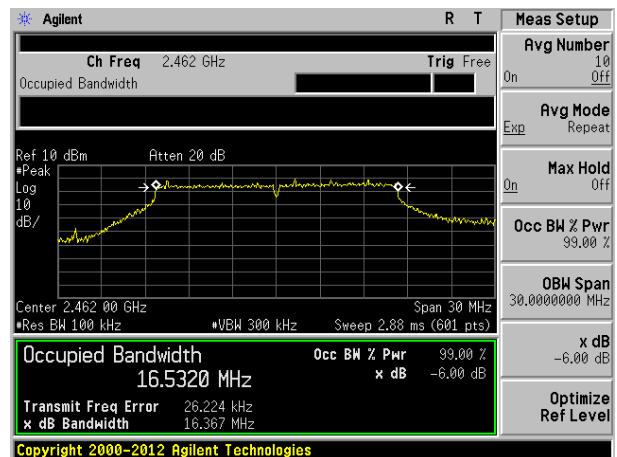 Agilent R T Meas Setup
Ch Freq 2.462 GHz Trig Free
Occupied Bandwidth
Avg Number
10
On Off
Avg Mode
Exp Repeat
Ref 10 dBm Atten 20 dB
#Peak
Log
10
dB/
Max Hold
On Off
Occ BW % Pwr
99.00 %
OBW Span
30.0000000 MHz
Center 2.462 00 GHz Span 30 MHz
#Res BW 100 kHz #VBW 300 kHz Sweep 2.88 ms (601 pts)
Occupied Bandwidth Occ BW % Pwr 99.00 %
16.5320 MHz x dB -6.00 dB
Transmit Freq Error 26.224 kHz
x dB Bandwidth 16.367 MHz
x dB
-6.00 dB
Optimize
Ref Level
Copyright 2000-2012 Agilent Technologies